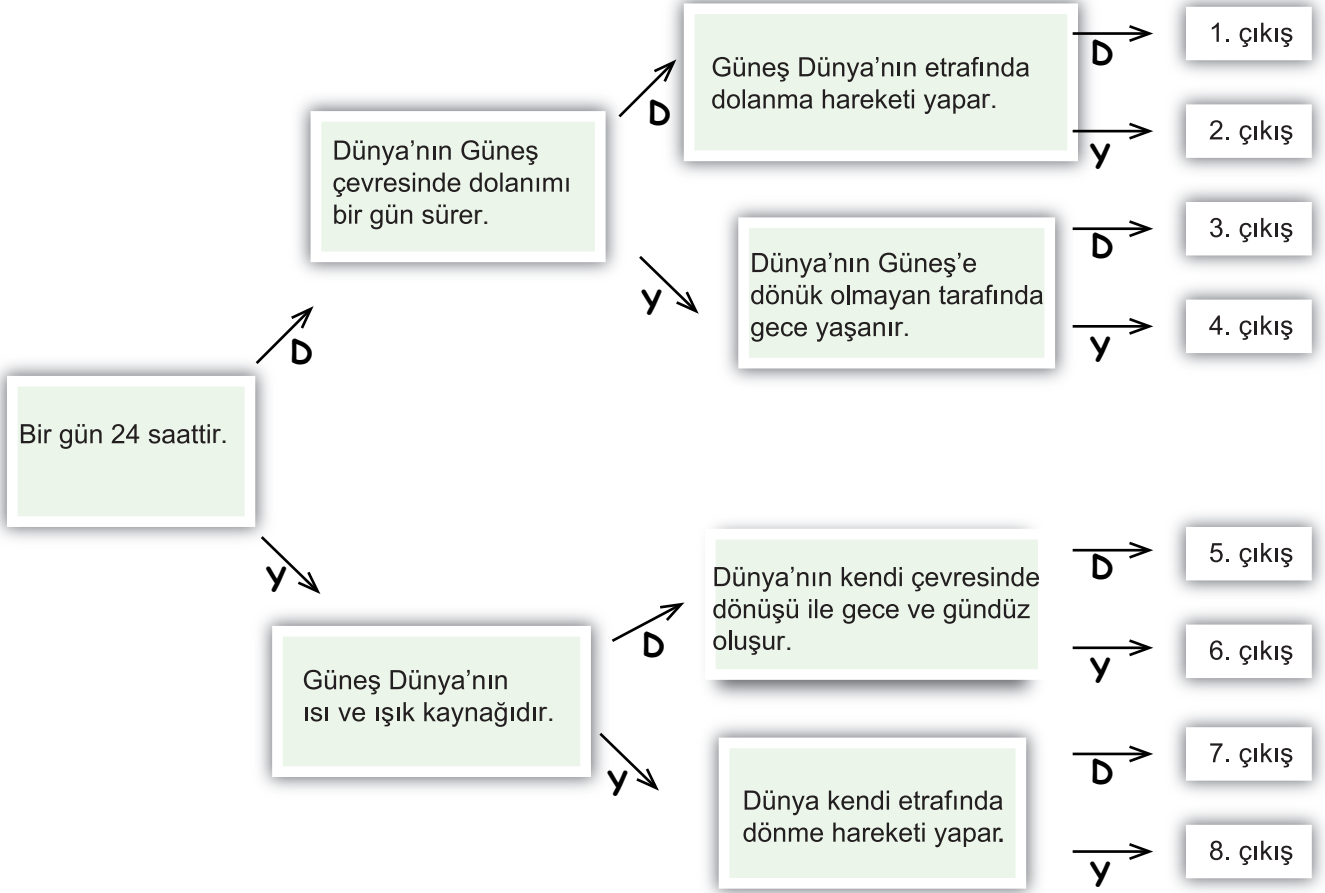 Güneş Dünya'nın etrafında
dolanma hareketi yapar.
D
1. çıkış
Y
2. çıkış
D
Dünya'nın Güneş
çevresinde dolanımı
bir gün sürer.
Y
Dünya'nın Güneş'e
dönük olmayan tarafında
gece yaşanır.
D
3. çıkış
Y
4. çıkış
D
Bir gün 24 saattir.
Y
Dünya'nın kendi çevresinde
dönüşü ile gece ve gündüz
oluşur.
D
5. çıkış
Y
6. çıkış
D
Güneş Dünya'nın
ısı ve ışık kaynağıdır.
Y
Dünya kendi etrafında
dönme hareketi yapar.
D
7. çıkış
Y
8. çıkış